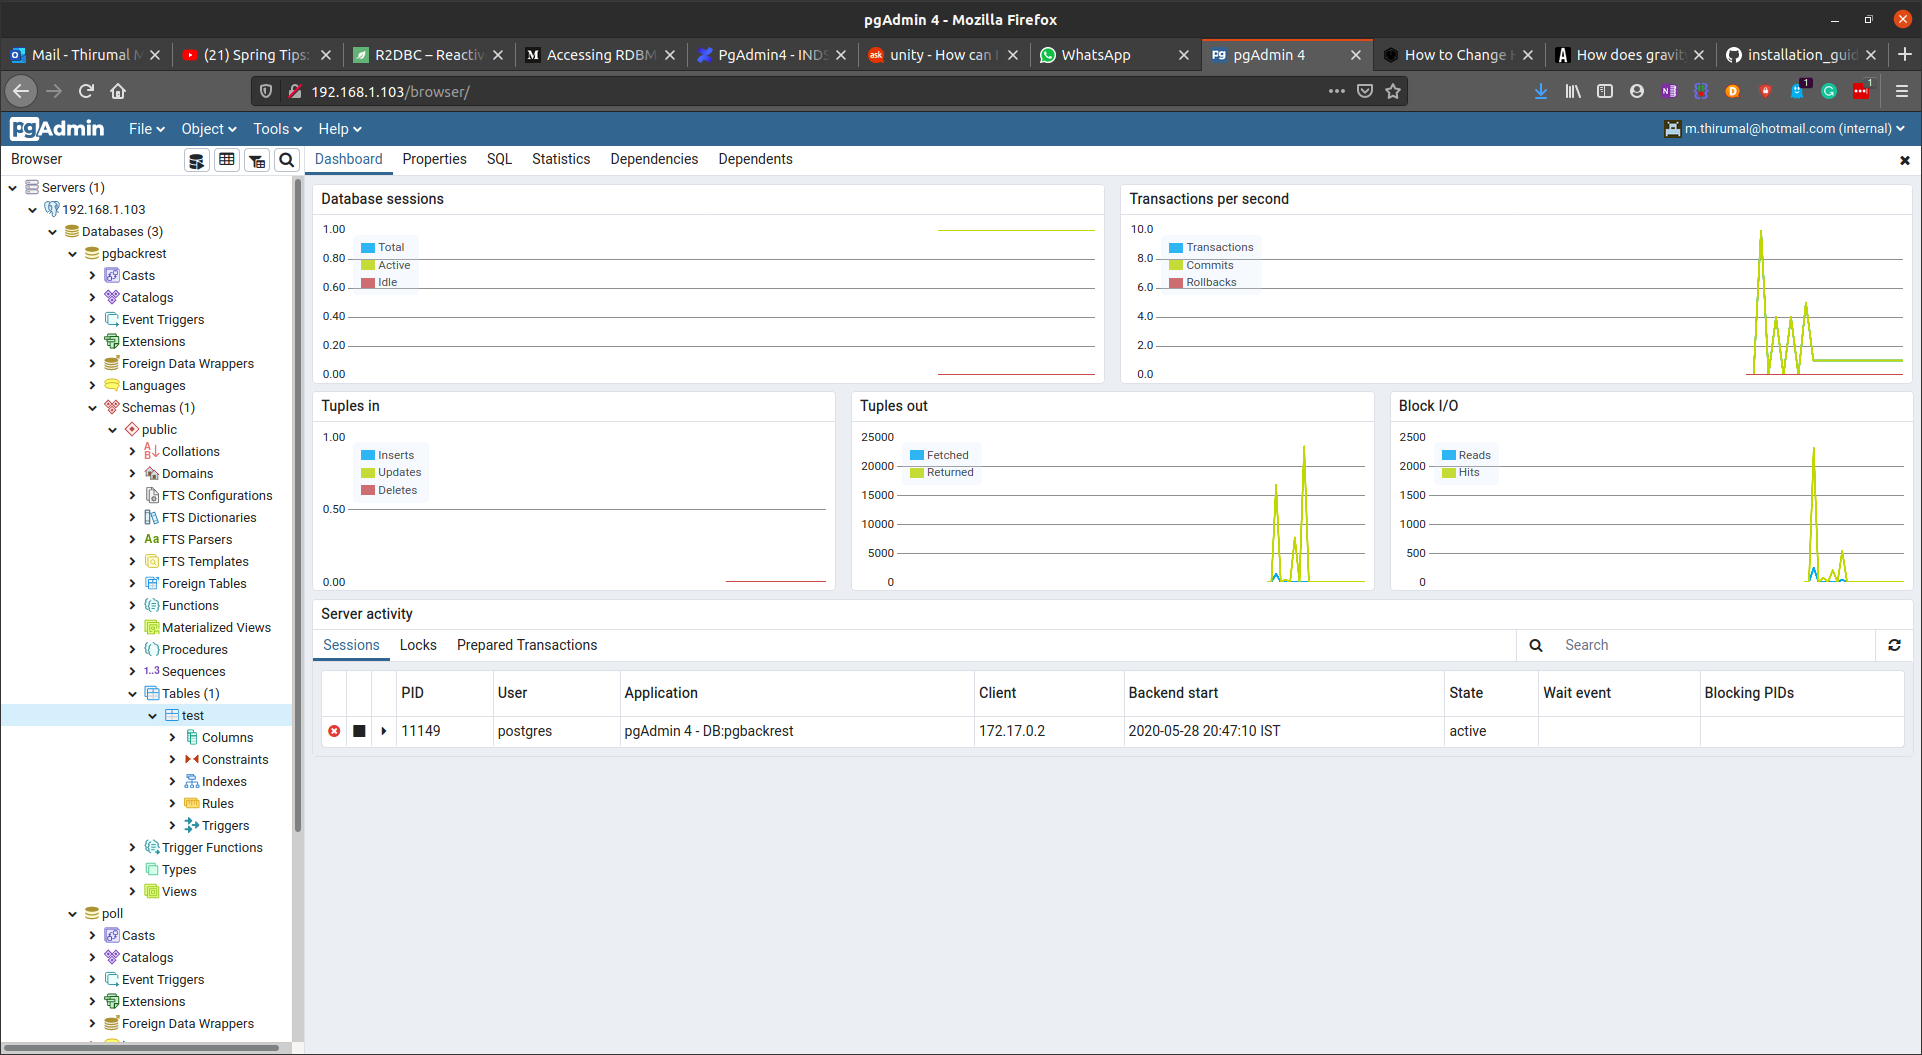 pgAdmin 4 - Mozilla Firefox
Mail - Thirumal M
(21) Spring Tips:
R2DBC – Reactiv
Accessing RDBM
PgAdmin4 - INDS
unity - How can I
WhatsApp
pgAdmin 4
How to Change H
How does gravit
installation_guid
192.168.1.103/browser/
pgAdmin
File
Object
Tools
Help
m.thirumal@hotmail.com (internal)
Browser
Dashboard
Properties
SQL
Statistics
Dependencies
Dependents
Servers (1)
192.168.1.103
Databases (3)
pgbackrest
Casts
Catalogs
Event Triggers
Extensions
Foreign Data Wrappers
Languages
Schemas (1)
public
Collations
Domains
FTS Configurations
FTS Dictionaries
Aa FTS Parsers
FTS Templates
Foreign Tables
Functions
Materialized Views
Procedures
1..3 Sequences
Tables (1)
test
Columns
Constraints
Indexes
Rules
Triggers
Trigger Functions
Types
Views
poll
Casts
Catalogs
Event Triggers
Extensions
Foreign Data Wrappers
Database sessions
1.00
0.80
0.60
0.40
0.20
0.00
Total
Active
Idle
Transactions per second
10.0
8.0
6.0
4.0
2.0
0.0
Transactions
Commits
Rollbacks
Tuples in
1.00
0.50
0.00
Inserts
Updates
Deletes
Tuples out
25000
20000
15000
10000
5000
0
Fetched
Returned
Block I/O
2500
2000
1500
1000
500
0
Reads
Hits
Server activity
Sessions
Locks
Prepared Transactions
Search
PID User Application Client Backend start State Wait event Blocking PIDs
11149 postgres pgAdmin 4 - DB:pgbackrest 172.17.0.2 2020-05-28 20:47:10 IST active